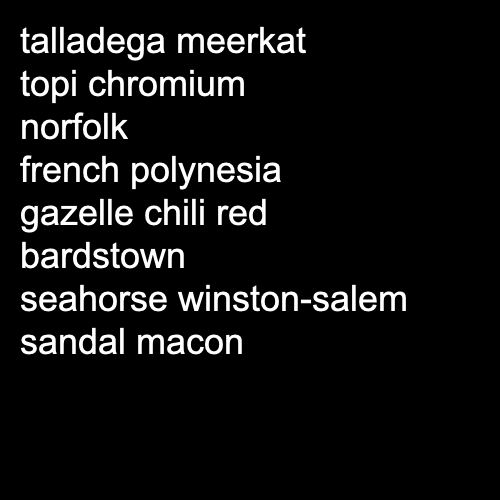 talladega meerkat
topi chromium
norfolk
french polynesia
gazelle chili red
bardstown
seahorse winston-salem
sandal macon